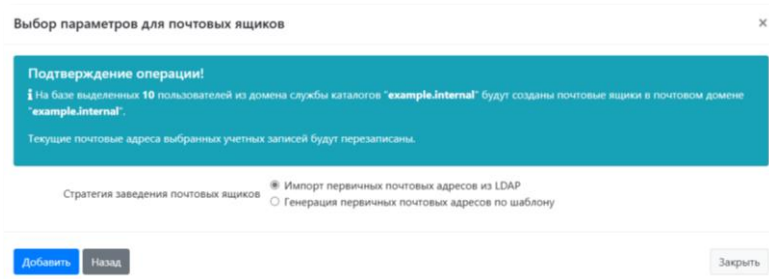 Выбор параметров для почтовых ящиков ×
Подтверждение операции!
i На базе выделенных 10 пользователей из домена службы каталогов "example.internal" будут созданы почтовые ящики в почтовом домене
"example.internal".
Текущие почтовые адреса выбранных учетных записей будут перезаписаны.
Стратегия заведения почтовых ящиков
Импорт первичных почтовых адресов из LDAP
Генерация первичных почтовых адресов по шаблону
Добавить Назад Закрыть